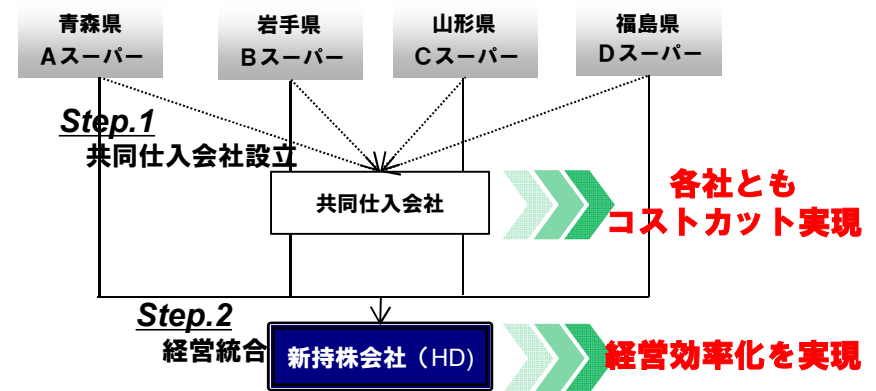 青森県
Aスーパー
岩手県
Bスーパー
山形県
Cスーパー
福島県
Dスーパー
Step.1
共同仕入会社設立
共同仕入会社
各社とも
コストカット実現
Step.2
経営統合
新持株会社（HD)
経営効率化を実現